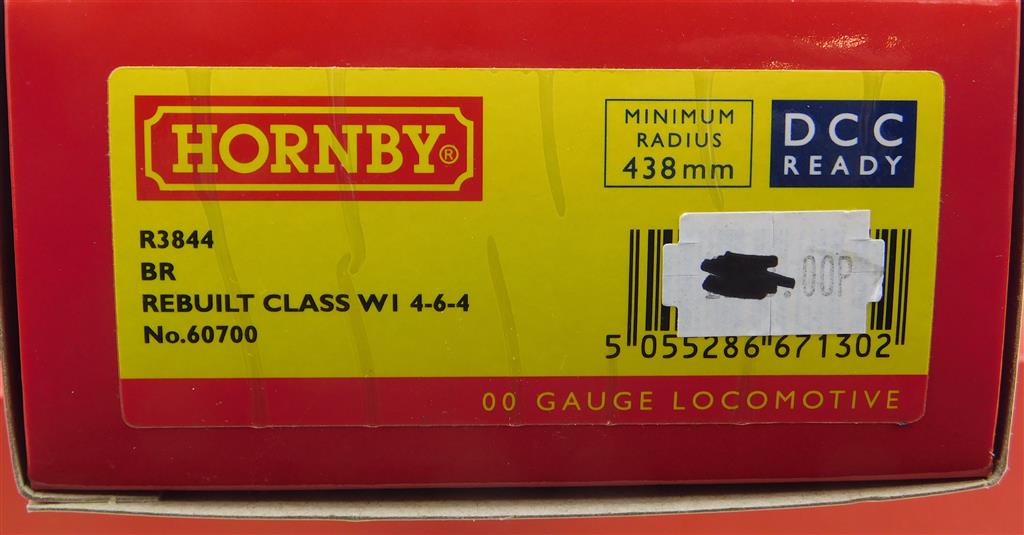 HORNBY®
MINIMUM
RADIUS
438mm
DCC
READY
R3844
BR
REBUILT CLASS W1 4-6-4
No.60700
.00P
5 055286 671302
00 GAUGE LOCOMOTIVE